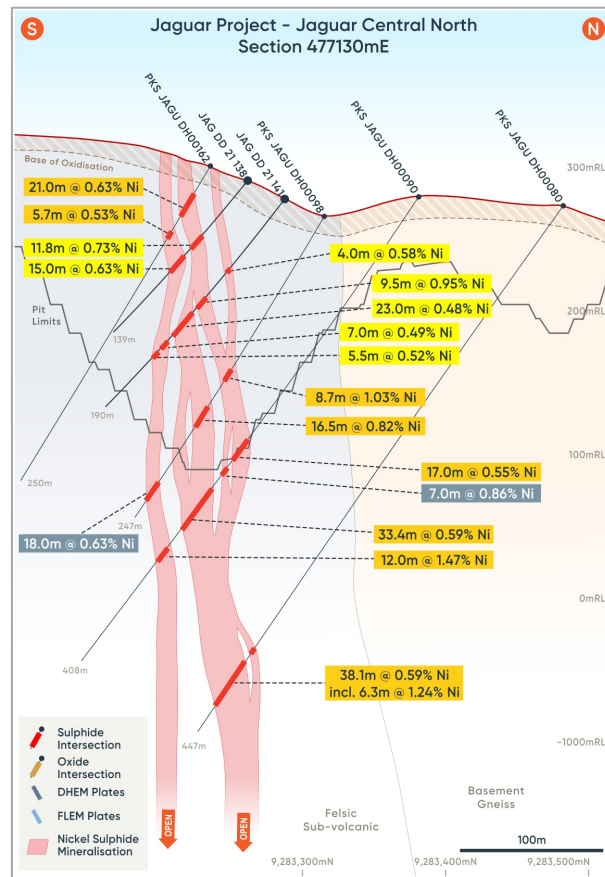 S
Jaguar Project - Jaguar Central North
N
Section 477130mE
PKS JAGU DH00162
JAG DD 21 138
JAG DD 21 141
PKS JAGU DH00098
PKS JAGU DH00090
PKS JAGU DH00080
Base of Oxidisation
300mRL
21.0m @ 0.63% Ni
5.7m @ 0.53% Ni
11.8m @ 0.73% Ni
15.0m @ 0.63% Ni
4.0m @ 0.58% Ni
9.5m @ 0.95% Ni
23.0m @ 0.48% Ni
200mRL
Pit
Limits
139m
7.0m @ 0.49% Ni
5.5m @ 0.52% Ni
8.7m @ 1.03% Ni
190m
16.5m @ 0.82% Ni
100mRL
17.0m @ 0.55% Ni
250m
7.0m @ 0.86% Ni
247m
18.0m @ 0.63% Ni
33.4m @ 0.59% Ni
12.0m @ 1.47% Ni
0mRL
408m
38.1m @ 0.59% Ni
incl. 6.3m @ 1.24% Ni
447m
-1000mRL
Sulphide
Intersection
Oxide
Intersection
DHEM Plates
FLEM Plates
Nickel Sulphide
Mineralisation
OPEN
OPEN
Felsic
Sub-volcanic
Basement
Gneiss
100m
9,283,300mN
9,283,400mN
9,283,500mN